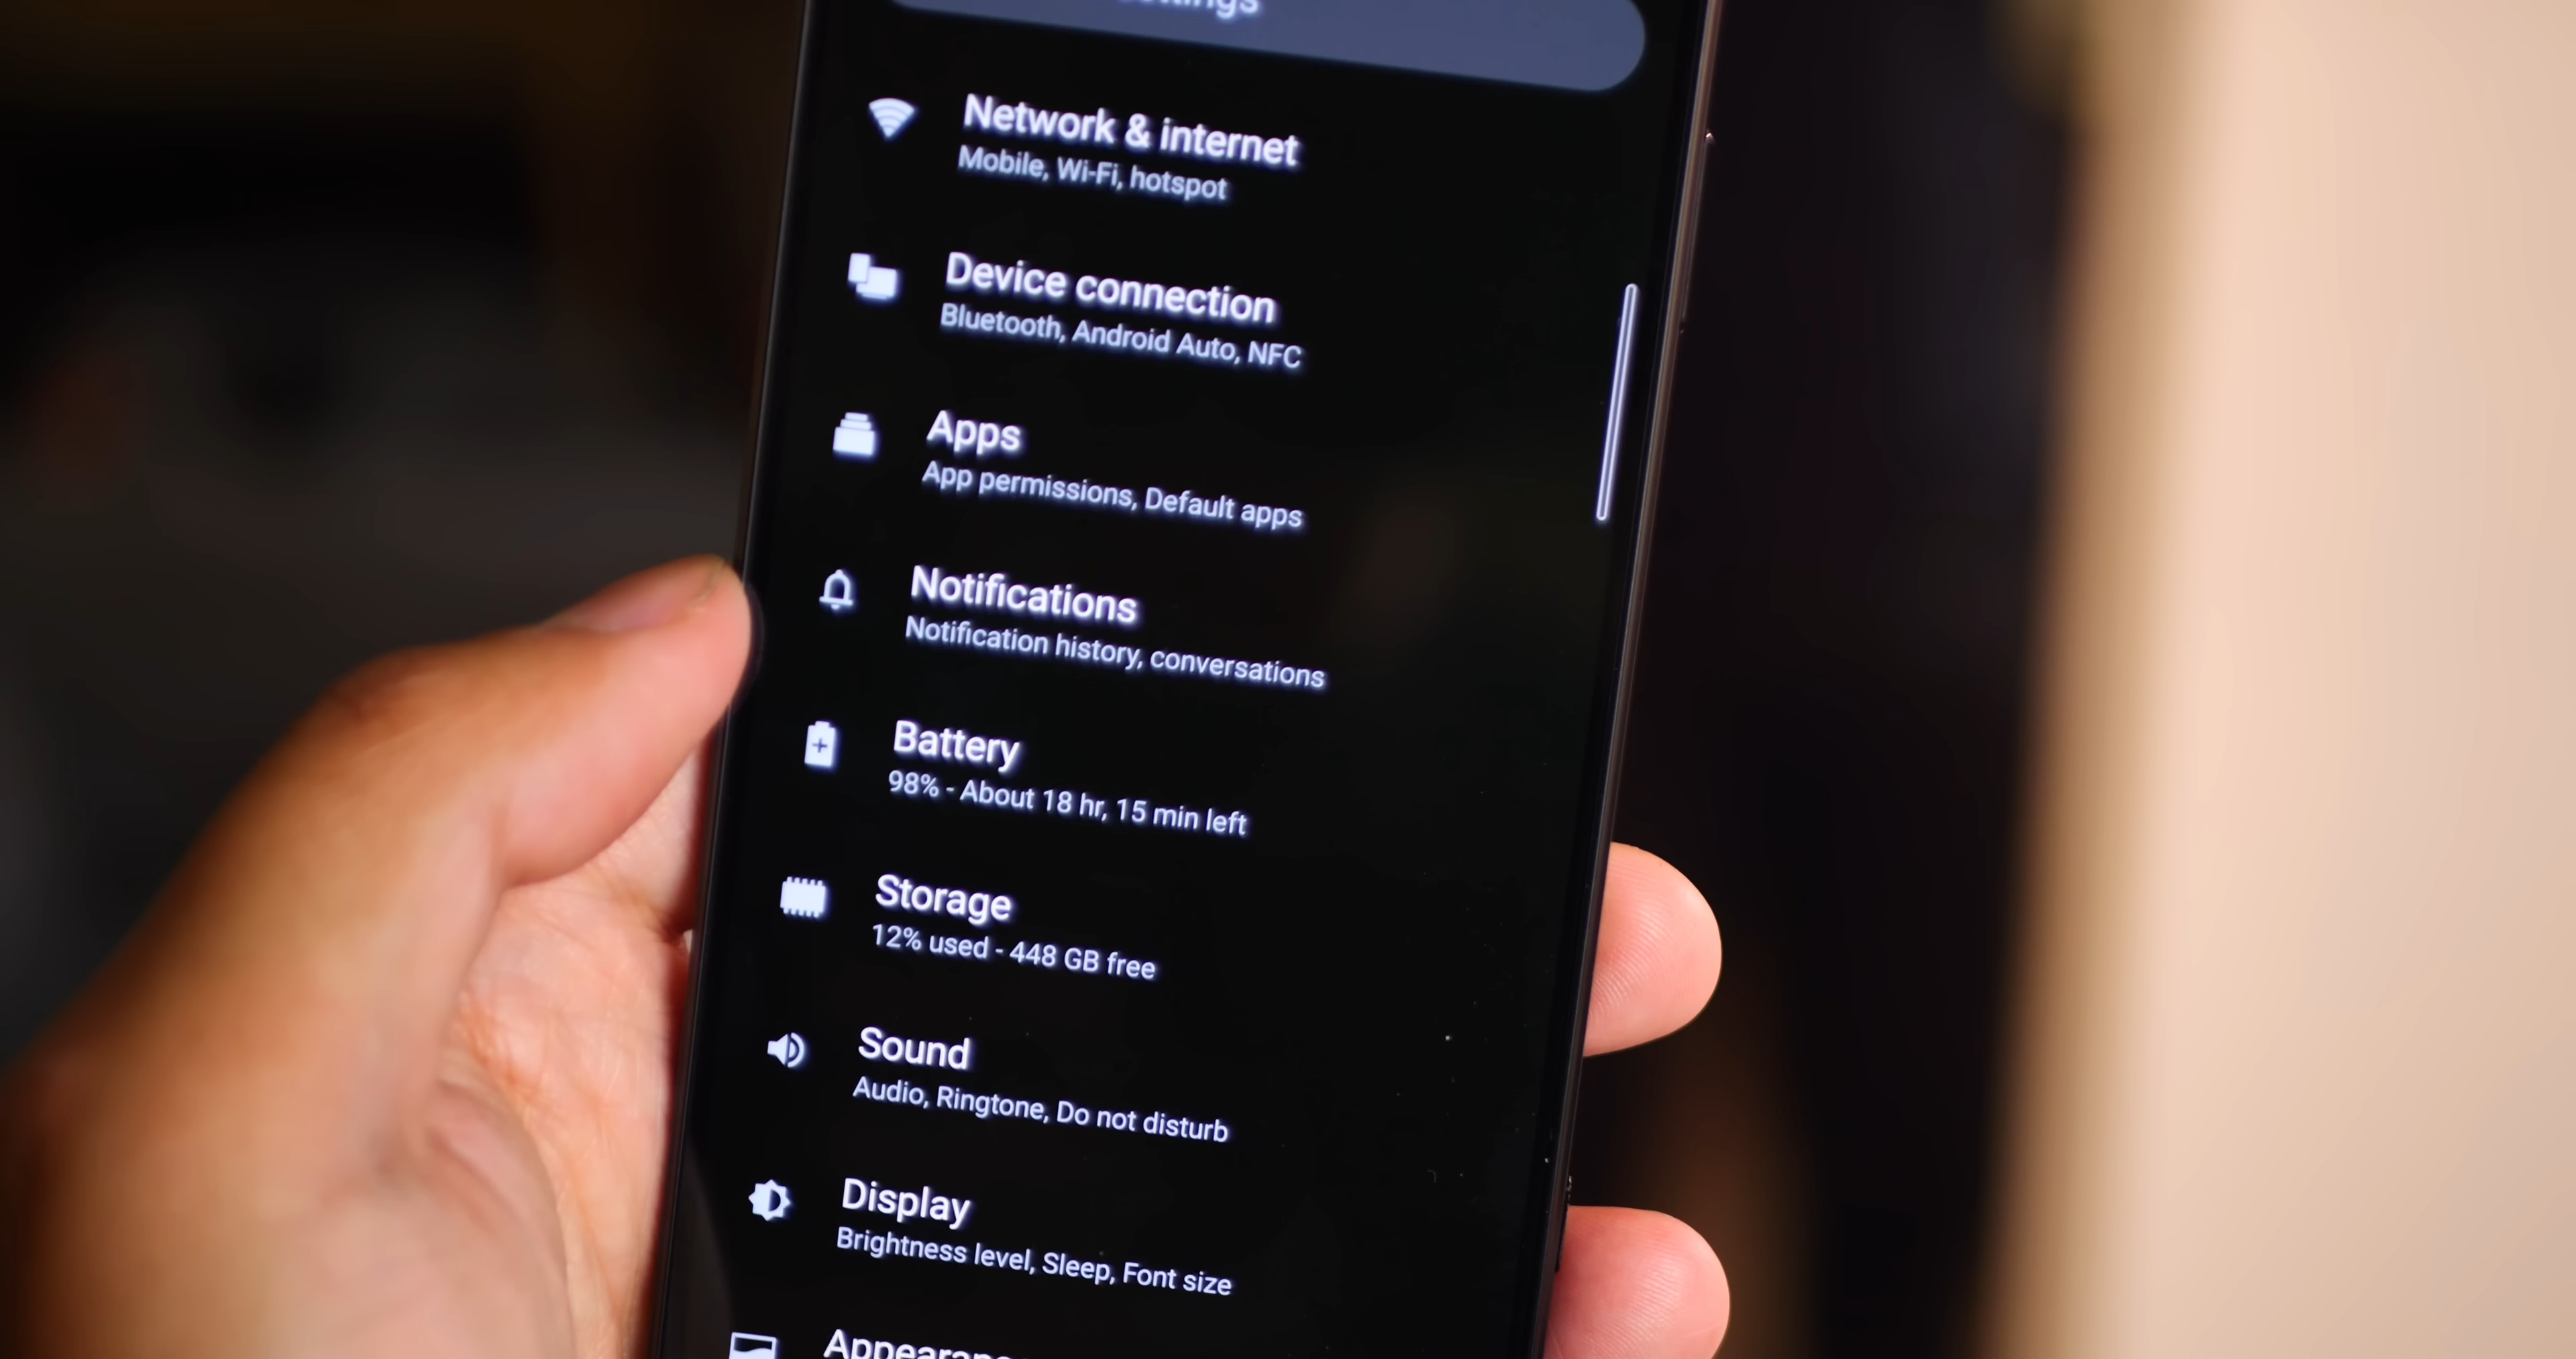 Network & internet
Mobile, Wi-Fi, hotspot
Device connection
Bluetooth, Android Auto, NFC
Apps
App permissions, Default apps
Notifications
Notification history, conversations
Battery
98% - About 18 hr, 15 min left
Storage
12% used - 448 GB free
Sound
Audio, Ringtone, Do not disturb
Display
Brightness level, Sleep, Font size